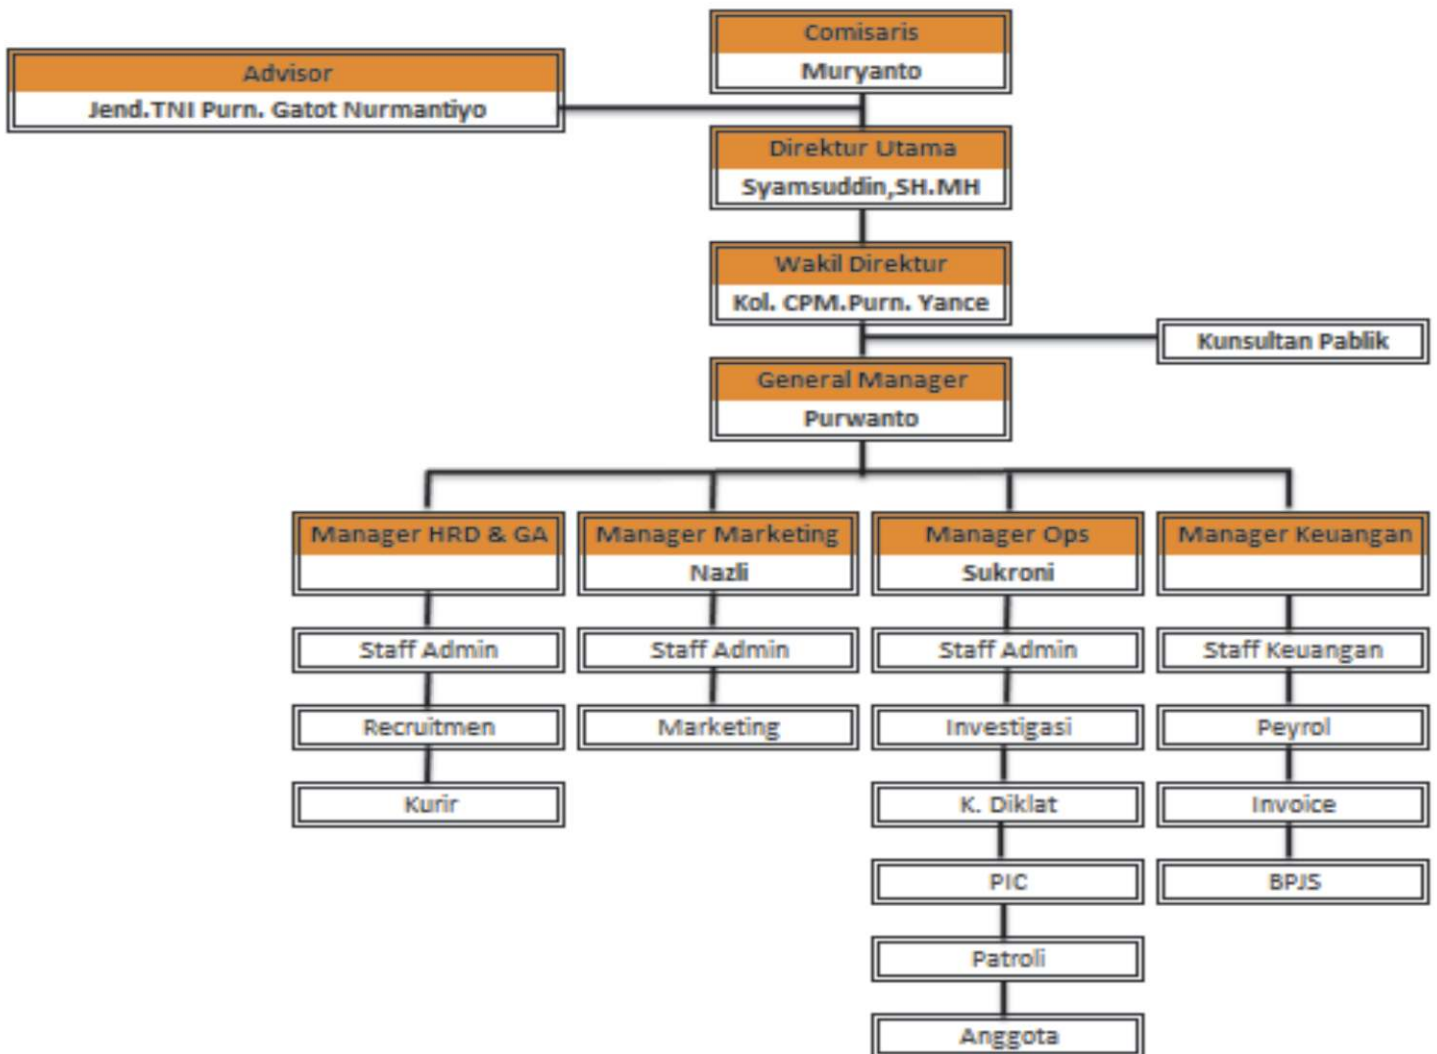 Comisaris
Muryanto
Advisor
Jend.TNI Purn. Gatot Nurmantiyo
Direktur Utama
Syamsuddin,SH.MH
Wakil Direktur
Kol. CPM.Purn. Yance
Kunsultan Pablik
General Manager
Purwanto
Manager HRD & GA
Manager Marketing
Nazli
Manager Ops
Sukroni
Manager Keuangan
Staff Admin
Staff Admin
Staff Admin
Staff Keuangan
Recruitmen
Marketing
Investigasi
Peyrol
Kurir
K. Diklat
Invoice
PIC
BPJS
Patroli
Anggota